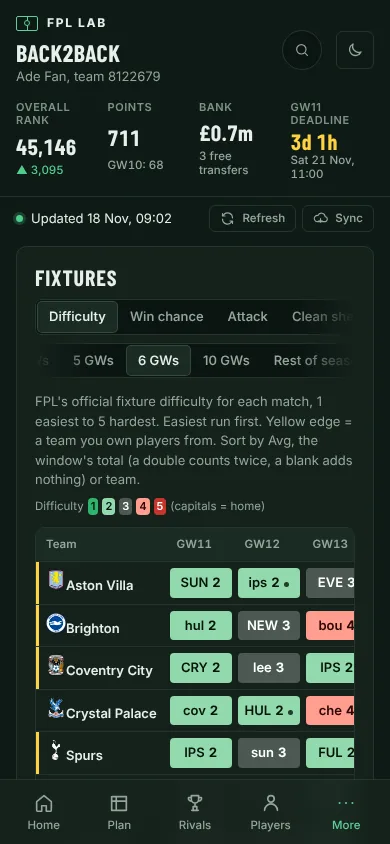 FPL LAB
BACK2BACK
Ade Fan, team 8122679
OVERALL RANK
45,146
▲ 3,095
POINTS
711
GW10: 68
BANK
£0.7m
3 free transfers
GW11 DEADLINE
3d 1h
Sat 21 Nov, 11:00
Updated 18 Nov, 09:02
Refresh
Sync
FIXTURES
Difficulty Win chance Attack Clean
5 GWs 6 GWs 10 GWs Rest of
FPL's official fixture difficulty for each match, 1
easiest to 5 hardest. Easiest run first. Yellow edge =
a team you own players from. Sort by Avg, the
window's total (a double counts twice, a blank adds
nothing) or team.
Difficulty 1 2 3 4 5 (capitals = home)
Team GW11 GW12 GW13
Aston Villa SUN 2 ips 2 • EVE 3
Brighton hul 2 NEW 3 bou 4
Coventry City CRY 2 lee 3 IPS 2
Crystal Palace cov 2 HUL 2 • che 4
Spurs IPS 2 sun 3 FUL 2
Home Plan Rivals Players More